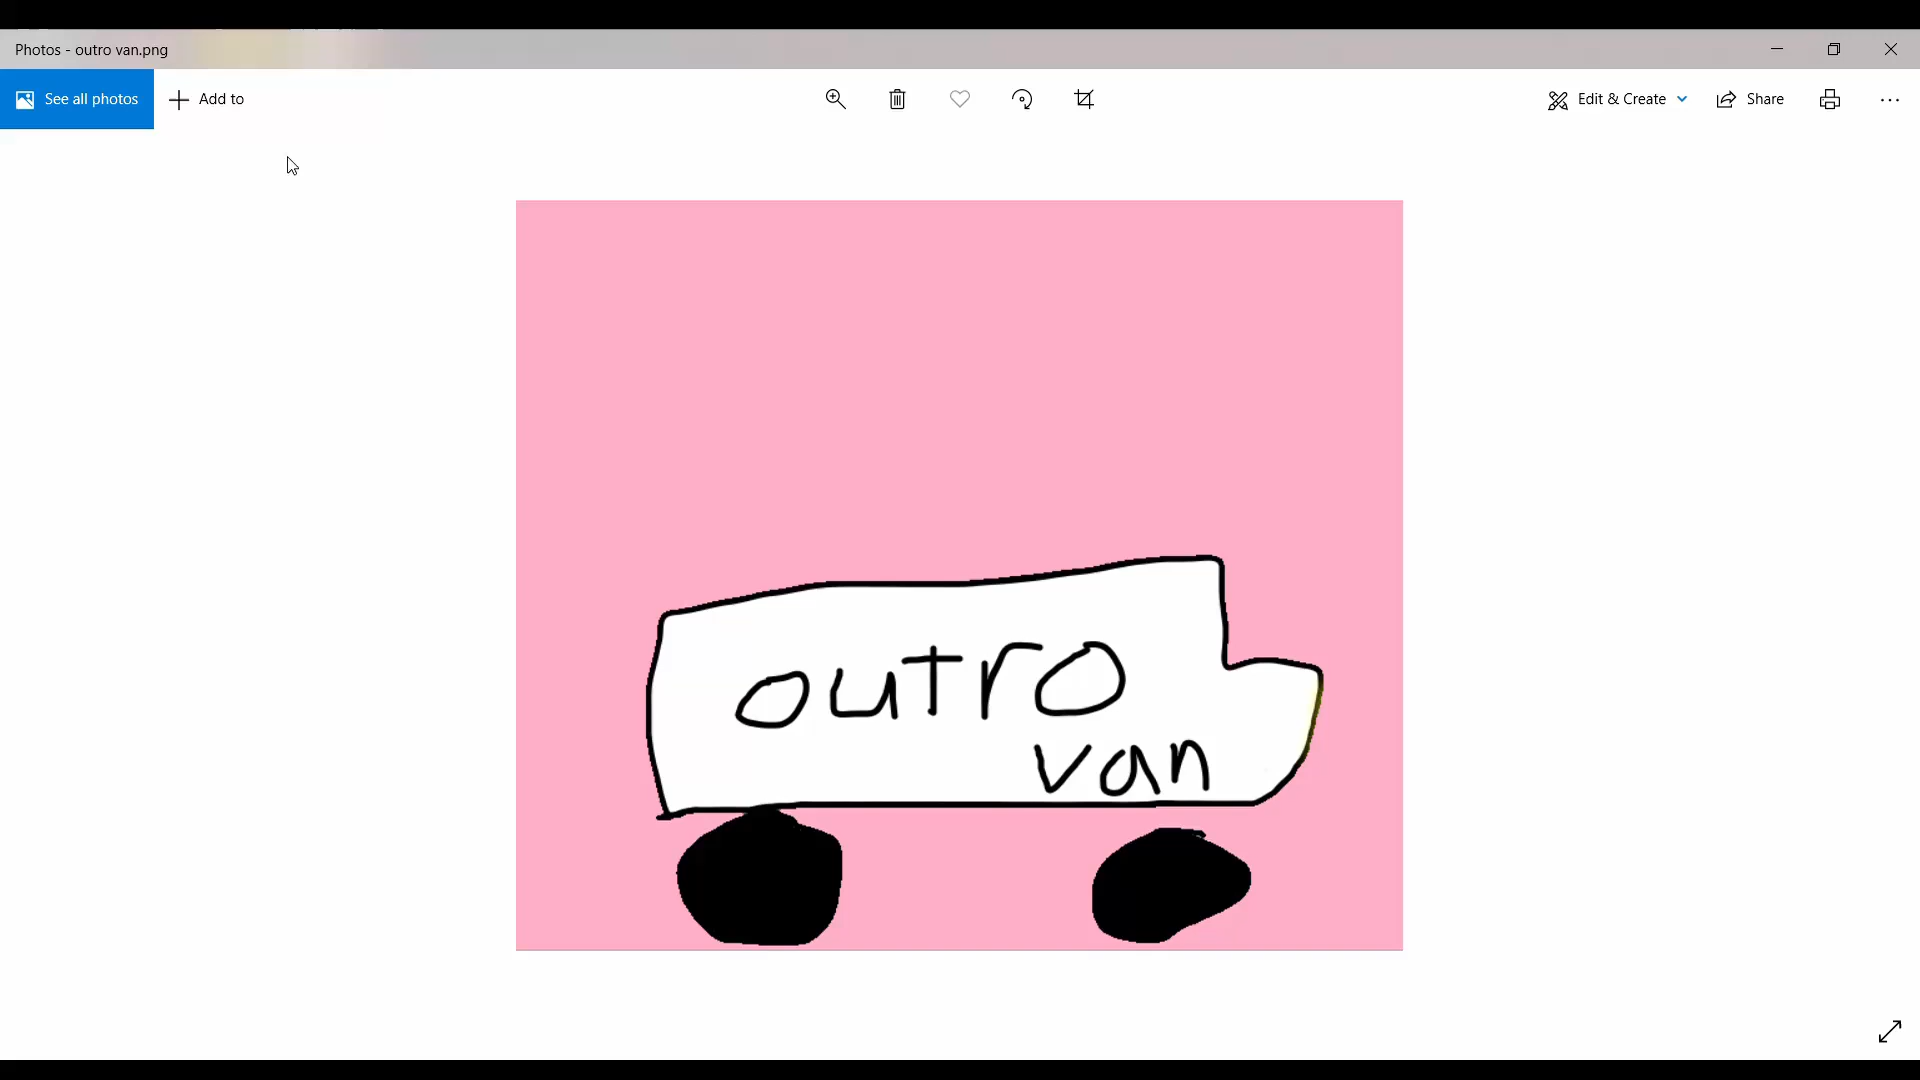 Photos - outro van.png
See all photos
Add to
Edit & Create
Share
outro
van